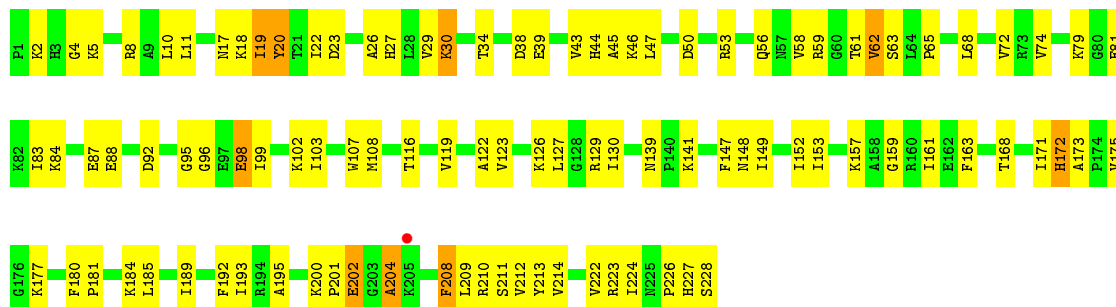 P1 K2 H3 G4 K5 R8 A9 L10 L11 N17 K18 I19 Y20 T21 I22 D23 A26 H27 L28 V29 K30 T34 D38 E39 V43 H44 A45 K46 L47 D50 R53 Q56 N57 V58 R59 G60 T61 V62 S63 L64 P65 L68 V72 R73 V74 K79 G80
K82 I83 K84 E87 E88 D92 G95 G96 E97 E98 I99 K102 I103 W107 M108 T116 V119 A122 V123 K126 L127 G128 R129 I130 N139 P140 K141 F147 N148 I149 I152 I153 K157 A158 G159 R160 I161 E162 F163 T168 I171 H172 A173 P174
G176 K177 F180 P181 K184 L185 I189 F192 I193 R194 A195 K200 P201 E202 G203 A204 K205 F208 L209 R210 S211 V212 Y213 V214 V222 R223 I224 N225 P226 H227 S228